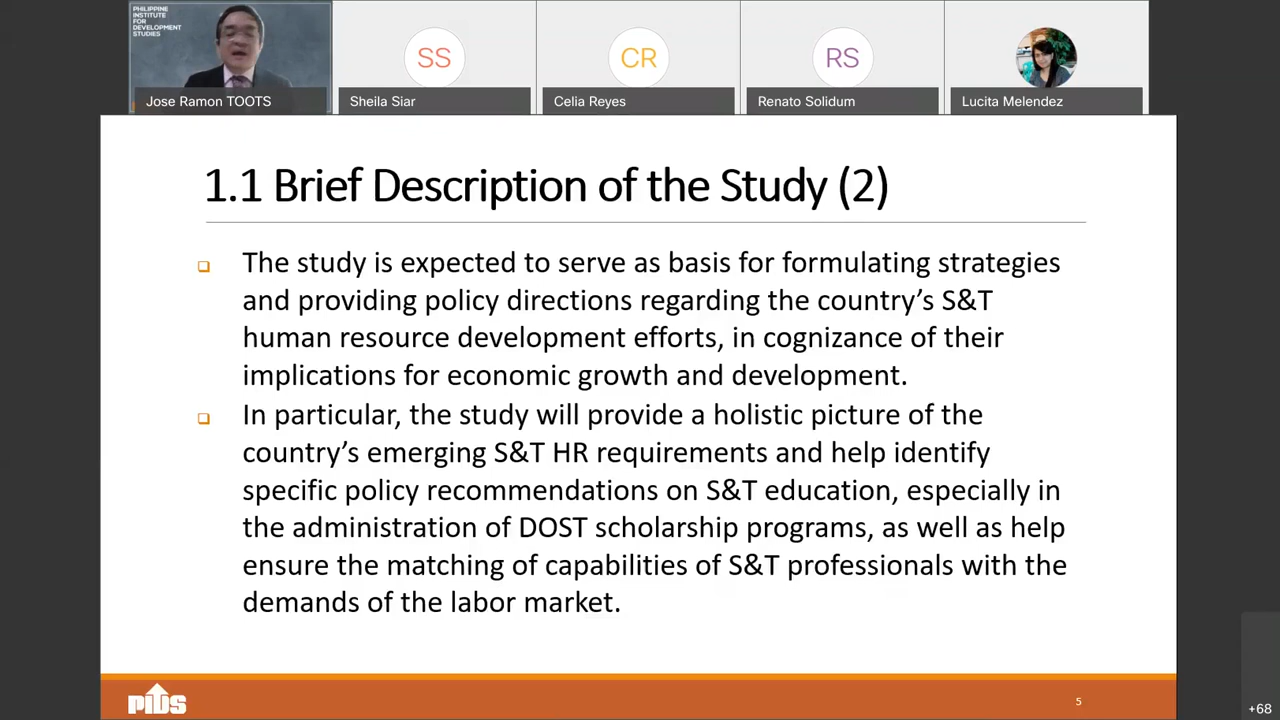 PHILIPPINE
INSTITUTE
FOR
DEVELOPMENT
STUDIES
SS
CR
RS
Jose Ramon TOOTS
Sheila Siar
Celia Reyes
Renato Solidum
Lucita Melendez
1.1 Brief Description of the Study (2)
❑ The study is expected to serve as basis for formulating strategies
and providing policy directions regarding the country’s S&T
human resource development efforts, in cognizance of their
implications for economic growth and development.
❑ In particular, the study will provide a holistic picture of the
country’s emerging S&T HR requirements and help identify
specific policy recommendations on S&T education, especially in
the administration of DOST scholarship programs, as well as help
ensure the matching of capabilities of S&T professionals with the
demands of the labor market.
PIDS
5
+68